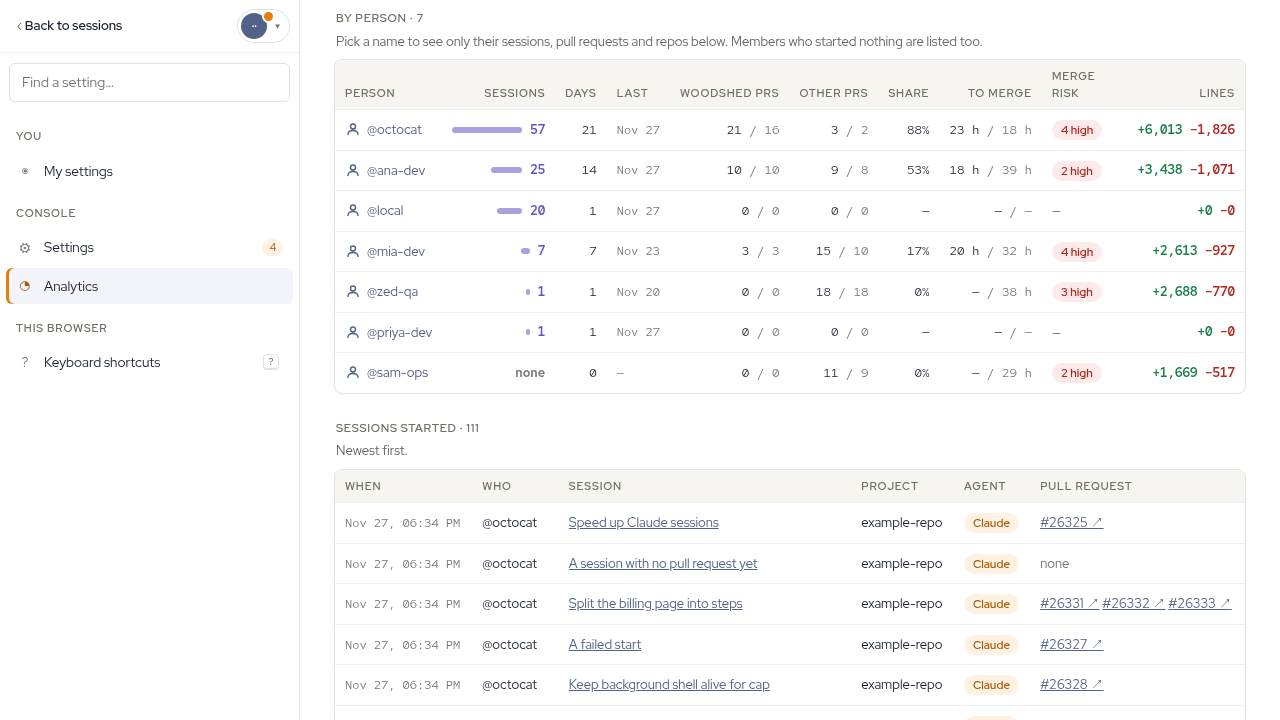 ‹ Back to sessions
Find a setting...
YOU
My settings
CONSOLE
Settings 4
Analytics
THIS BROWSER
? Keyboard shortcuts ?
BY PERSON · 7
Pick a name to see only their sessions, pull requests and repos below. Members who started nothing are listed too.
PERSON SESSIONS DAYS LAST WOODSHED PRS OTHER PRS SHARE TO MERGE MERGE RISK LINES
@octocat 57 21 Nov 27 21 / 16 3 / 2 88% 23 h / 18 h 4 high +6,013 −1,826
@ana-dev 25 14 Nov 27 10 / 10 9 / 8 53% 18 h / 39 h 2 high +3,438 −1,071
@local 20 1 Nov 27 0 / 0 0 / 0 — — / — — +0 −0
@mia-dev 7 7 Nov 23 3 / 3 15 / 10 17% 20 h / 32 h 4 high +2,613 −927
@zed-qa 1 1 Nov 20 0 / 0 18 / 18 0% — / 38 h 3 high +2,688 −770
@priya-dev 1 1 Nov 27 0 / 0 0 / 0 — — / — — +0 −0
@sam-ops none 0 — 0 / 0 11 / 9 0% — / 29 h 2 high +1,669 −517
SESSIONS STARTED · 111
Newest first.
WHEN WHO SESSION PROJECT AGENT PULL REQUEST
Nov 27, 06:34 PM @octocat Speed up Claude sessions example-repo Claude #26325 ↗
Nov 27, 06:34 PM @octocat A session with no pull request yet example-repo Claude none
Nov 27, 06:34 PM @octocat Split the billing page into steps example-repo Claude #26331 ↗ #26332 ↗ #26333 ↗
Nov 27, 06:34 PM @octocat A failed start example-repo Claude #26327 ↗
Nov 27, 06:34 PM @octocat Keep background shell alive for cap example-repo Claude #26328 ↗